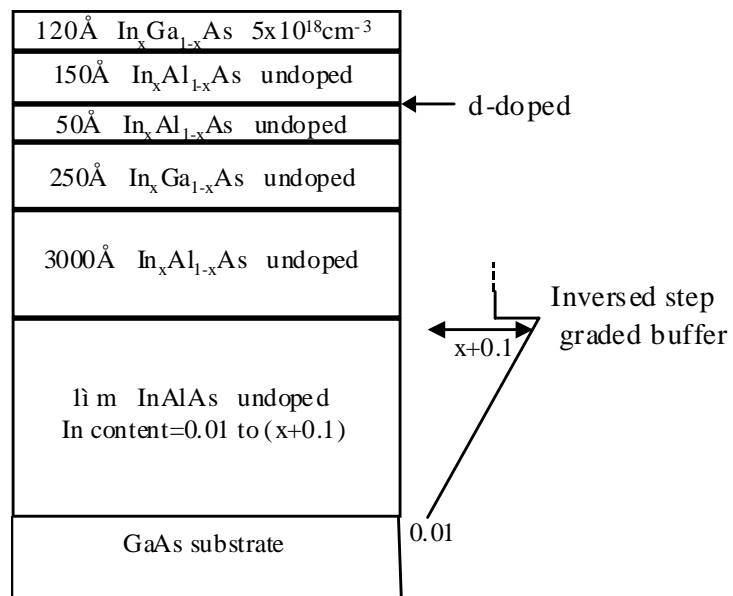 120Å InₓGa₁₋ₓAs 5x10¹⁸cm⁻³
150Å InₓAl₁₋ₓAs undoped
d-doped
50Å InₓAl₁₋ₓAs undoped
250Å InₓGa₁₋ₓAs undoped
3000Å InₓAl₁₋ₓAs undoped
Inversed step
graded buffer
x+0.1
1ì m InAlAs undoped
In content=0.01 to (x+0.1)
0.01
GaAs substrate